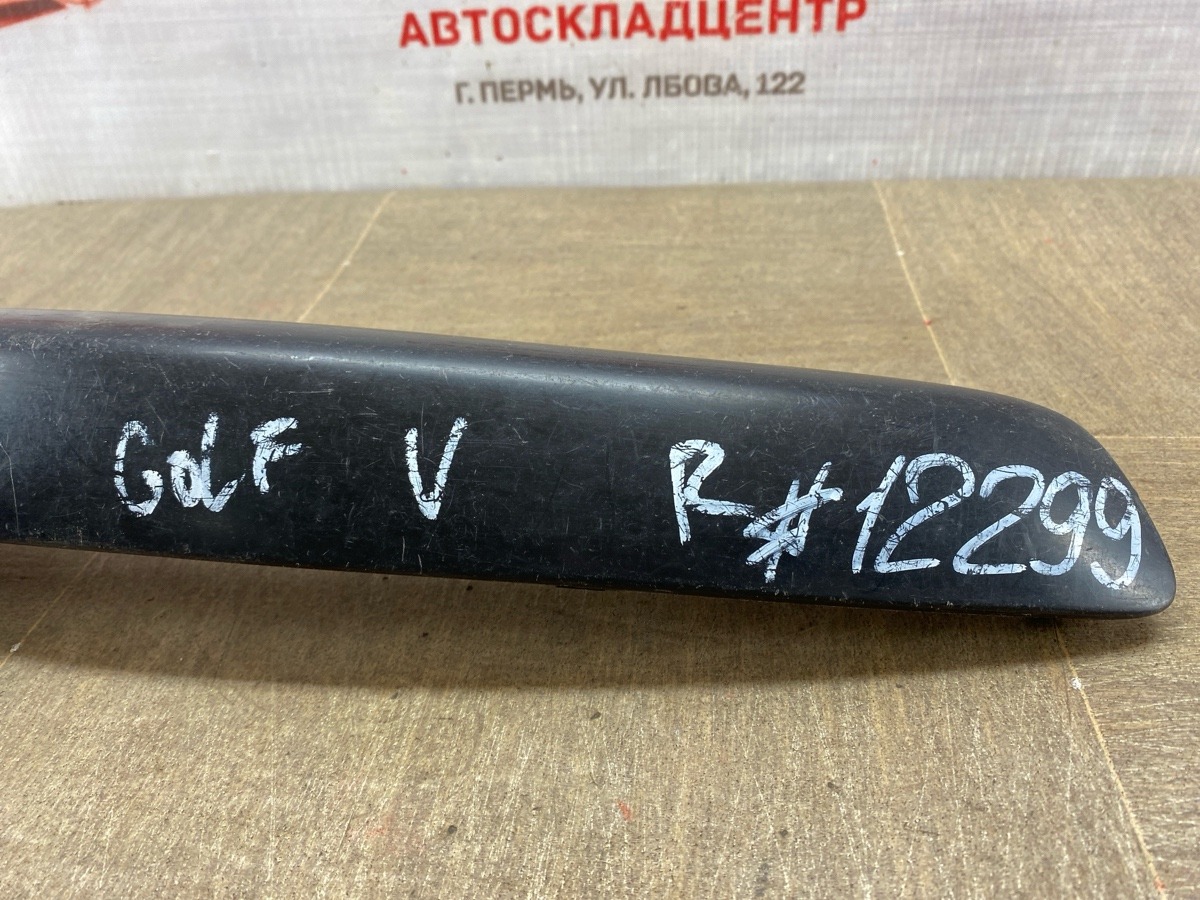 АВТОСКЛАДЦЕНТР
Г. ПЕРМЬ, УЛ. ЛБОВА, 122
GOLF V R #12299